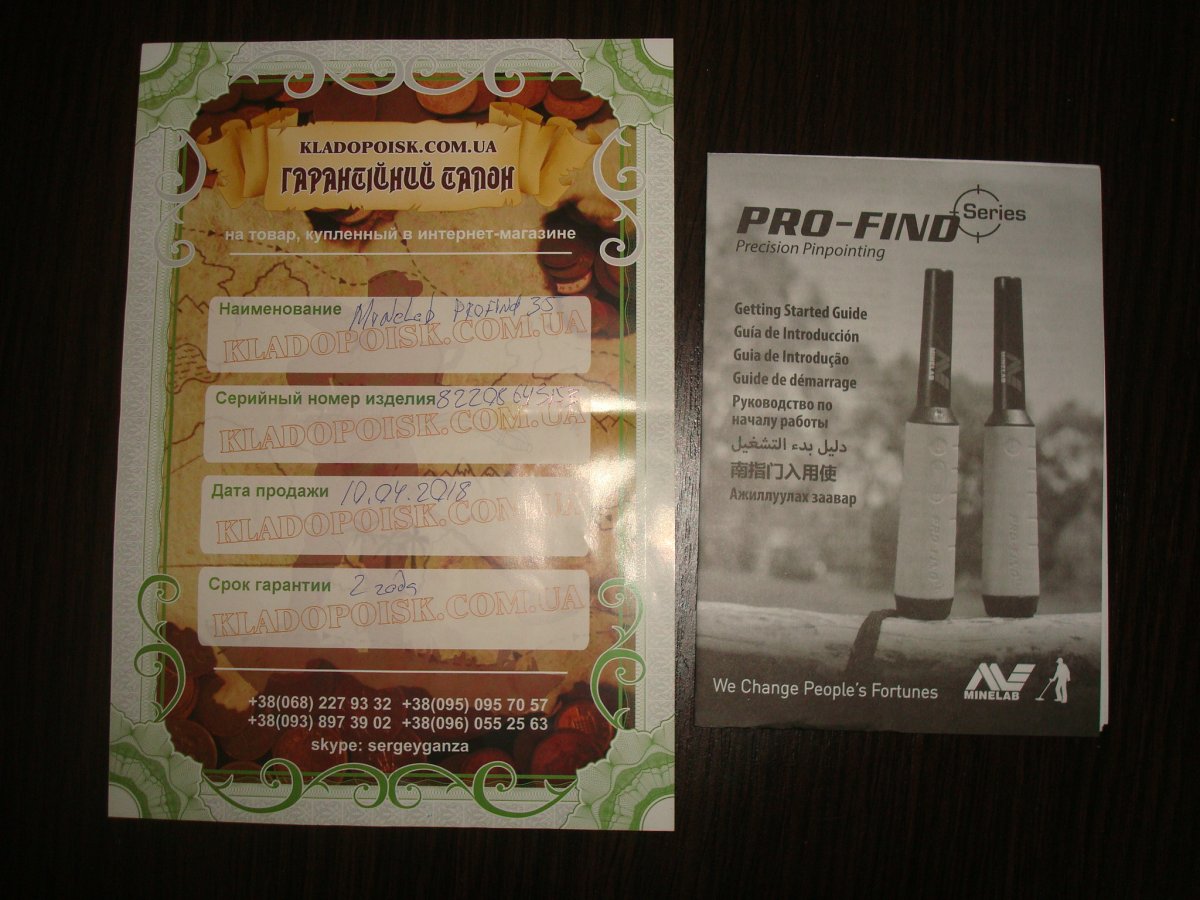 KLADOPOISK.COM.UA
ГАРАНТІЙНИЙ ТАЛОН
на товар, купленный в интернет-магазине
Наименование Minelab PROFIND 35
KLADOPOISK.COM.UA
Серийный номер изделия
KLADOPOISK.COM.UA
Дата продажи 10.04.2018
KLADOPOISK.COM.UA
Срок гарантии 2 года
KLADOPOISK.COM.UA
+38(068) 227 93 32 +38(095) 095 70 57
+38(093) 897 39 02 +38(096) 055 25 63
skype: sergeyganza
PRO-FIND Series
Precision Pinpointing
Getting Started Guide
Guía de Introducción
Guia de Introdução
Guide de démarrage
Руководство по
началу работы
دليل بدء التشغيل
南指门入用使
Ажиллуулах заавар
MINELAB
PRO-FIND
PRO-FIND
We Change People's Fortunes
MINELAB